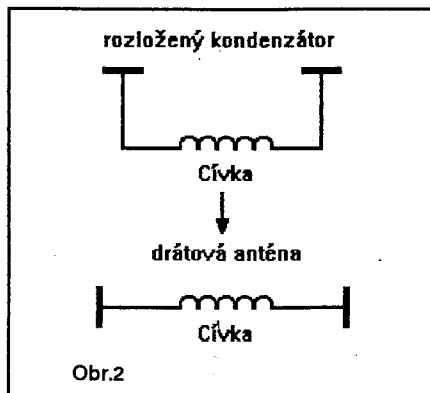 rozložený kondenzátor
Cívka
drátová anténa
Cívka
Obr.2